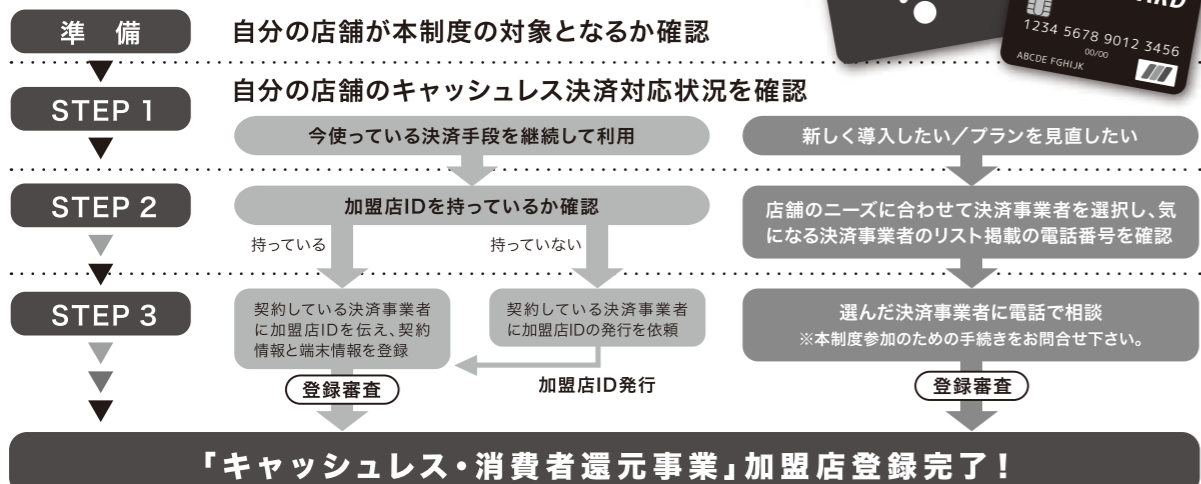 準 備
自分の店舗が本制度の対象となるか確認
1234 5678 9012 3456
00/00
ABCDE FGHIJK
STEP 1
自分の店舗のキャッシュレス決済対応状況を確認
今使っている決済手段を継続して利用
新しく導入したい／プランを見直したい
STEP 2
加盟店IDを持っているか確認
持っている
持っていない
店舗のニーズに合わせて決済事業者を選択し、気
になる決済事業者のリスト掲載の電話番号を確認
STEP 3
契約している決済事業者
に加盟店IDを伝え、契約
情報と端末情報を登録
契約している決済事業者
に加盟店IDの発行を依頼
選んだ決済事業者に電話で相談
※本制度参加のための手続きをお問合せ下さい。
登録審査
加盟店ID発行
登録審査
「キャッシュレス・消費者還元事業」加盟店登録完了！